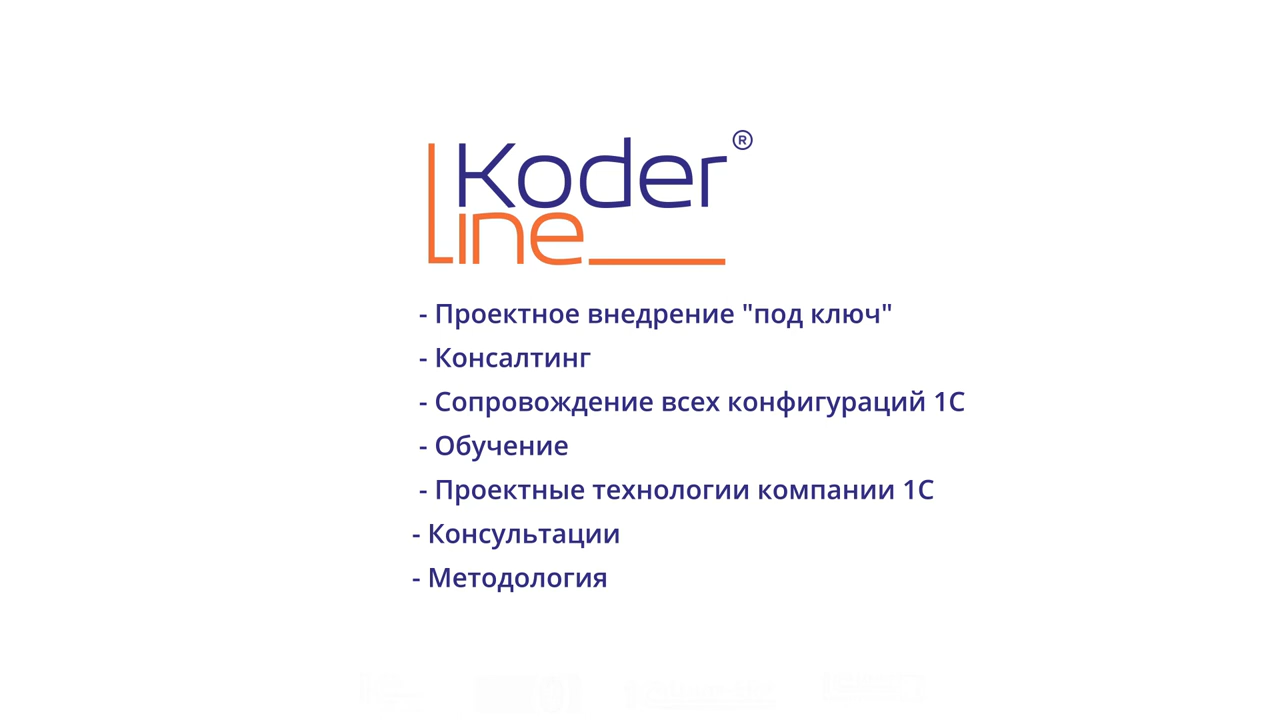 Koder®
Line
- Проектное внедрение "под ключ"
- Консалтинг
- Сопровождение всех конфигураций 1С
- Обучение
- Проектные технологии компании 1С
- Консультации
- Методология